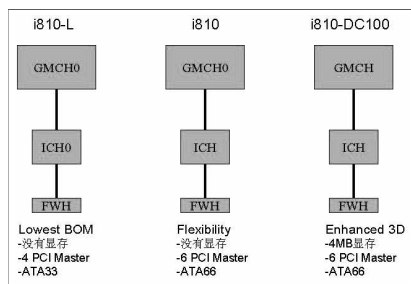 i810-L
i810
i810-DC100
GMCH0
GMCH0
GMCH
ICH0
ICH
ICH
FWH
FWH
FWH
Lowest BOM
-没有显存
-4 PCI Master
-ATA33
Flexibility
-没有显存
-6 PCI Master
-ATA66
Enhanced 3D
-4MB显存
-6 PCI Master
-ATA66